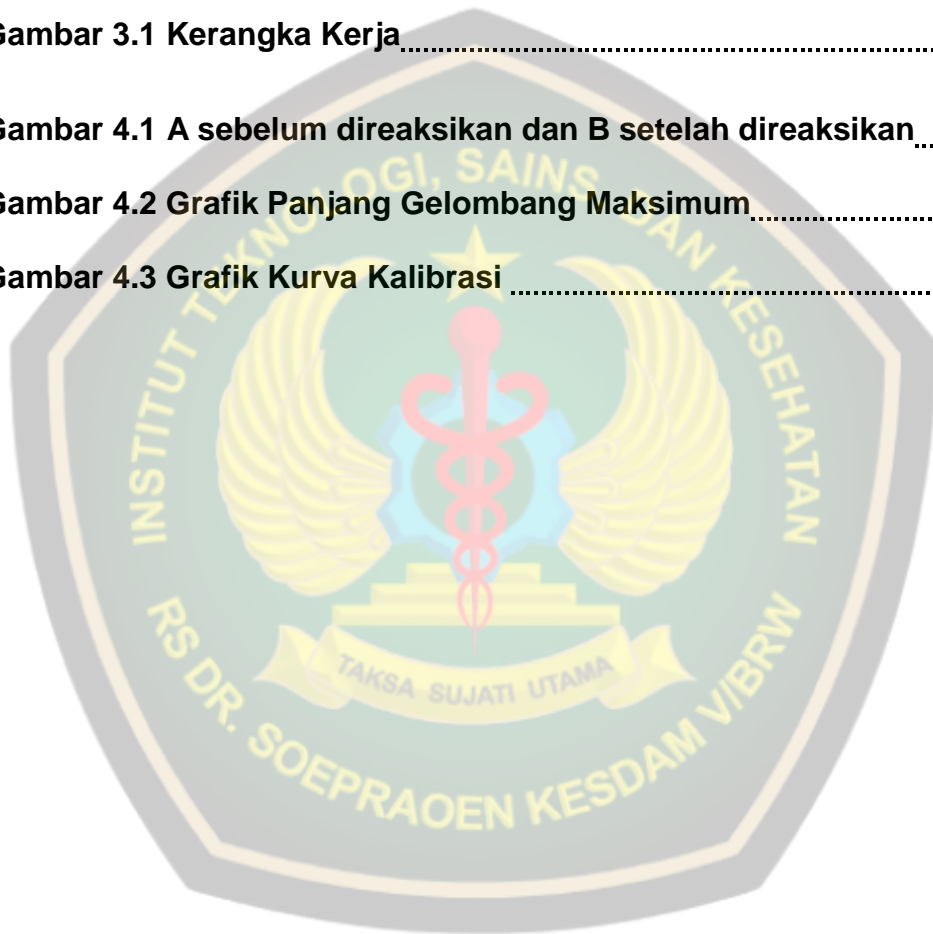 Gambar 3.1 Kerangka Kerja
Gambar 4.1 A sebelum direaksikan dan B setelah direaksikan
Gambar 4.2 Grafik Panjang Gelombang Maksimum
Gambar 4.3 Grafik Kurva Kalibrasi
INSTITUT TEKNOLOGI, SAINS, DAN KESEHATAN
TAKSA SUJATI UTAMA
RS DR. SOEPRAOEN KESDAM V/BRW